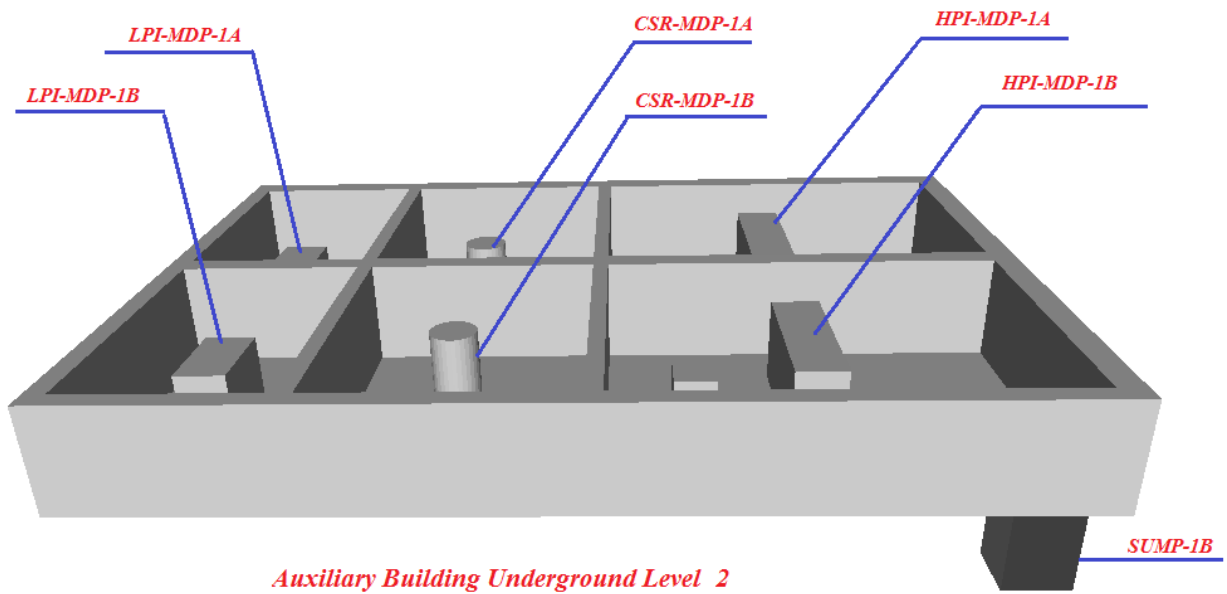 LPI-MDP-1A
CSR-MDP-1A
HPI-MDP-1A
LPI-MDP-1B
CSR-MDP-1B
HPI-MDP-1B
SUMP-1B
Auxiliary Building Underground Level 2